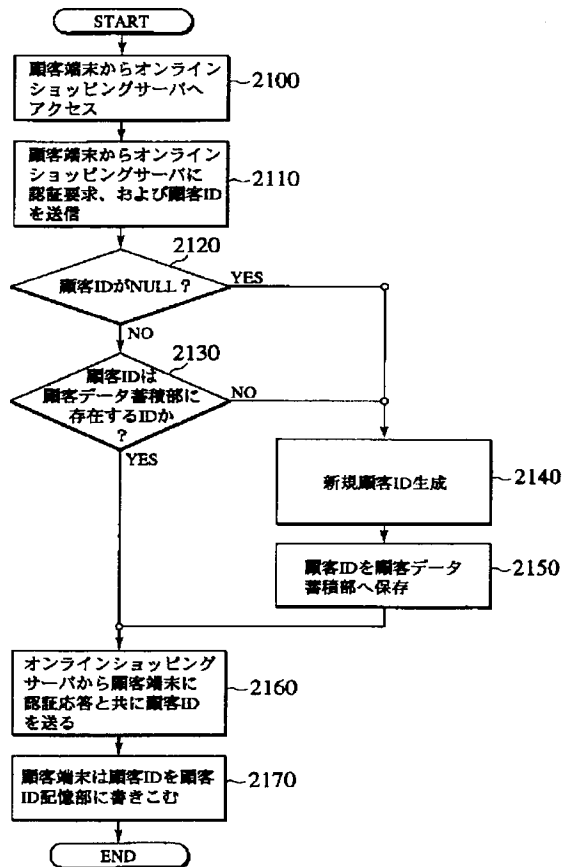 START
顧客端末からオンライン
ショッピングサーバへ
アクセス
2100
顧客端末からオンライン
ショッピングサーバに
認証要求、および顧客ID
を送信
2110
2120
顧客IDがNULL？
YES
NO
2130
顧客IDは
顧客データ蓄積部に
存在するIDか
？
NO
YES
新規顧客ID生成
2140
顧客IDを顧客データ
蓄積部へ保存
2150
オンラインショッピング
サーバから顧客端末に
認証応答と共に顧客ID
を送る
2160
顧客端末は顧客IDを顧客
ID記憶部に書きこむ
2170
END